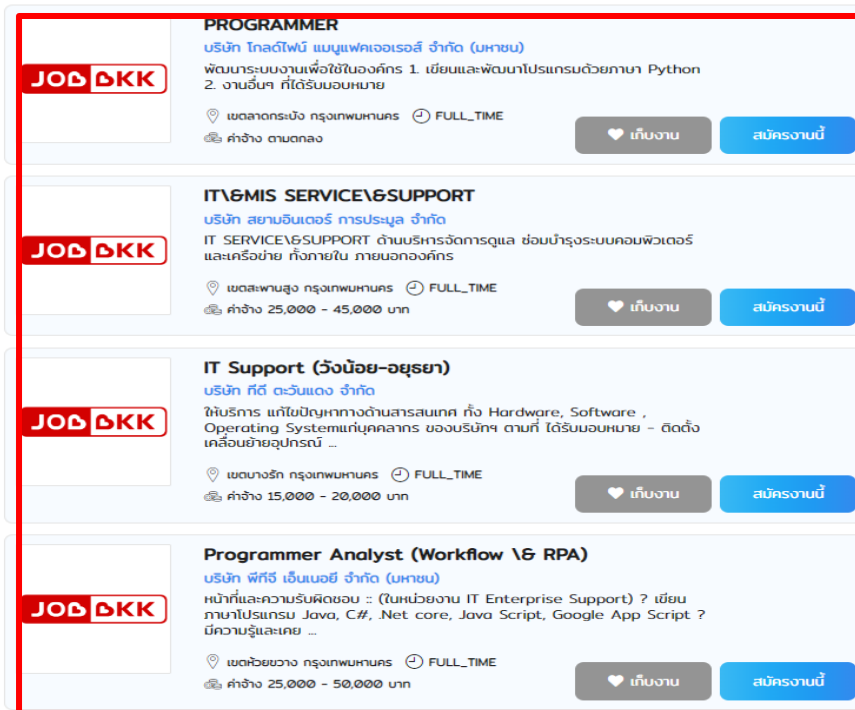 PROGRAMMER
บริษัท โกลด์ไฟน์ แมนูแฟคเจอเรอส์ จำกัด (มหาชน)
JOBBKK
พัฒนาระบบงานเพื่อใช้ในองค์กร 1. เขียนและพัฒนาโปรแกรมด้วยภาษา Python
2. งานอื่นๆ ที่ได้รับมอบหมาย
เขตลาดกระบัง กรุงเทพมหานคร FULL_TIME
ค่าจ้าง ตามตกลง
เก็บงาน สมัครงานนี้
IT\&MIS SERVICE\&SUPPORT
บริษัท สยามอินเตอร์ การประมูล จำกัด
JOBBKK
IT SERVICE\&SUPPORT ด้านบริหารจัดการดูแล ซ่อมบำรุงระบบคอมพิวเตอร์
และเครือข่าย ทั้งภายใน ภายนอกองค์กร
เขตสะพานสูง กรุงเทพมหานคร FULL_TIME
ค่าจ้าง 25,000 - 45,000 บาท
เก็บงาน สมัครงานนี้
IT Support (วังน้อย-อยุธยา)
บริษัท ทีดี ตะวันแดง จำกัด
JOBBKK
ให้บริการ แก้ไขปัญหาทางด้านสารสนเทศ ทั้ง Hardware, Software ,
Operating Systemแก่บุคคลากร ของบริษัทฯ ตามที่ ได้รับมอบหมาย - ติดตั้ง
เคลื่อนย้ายอุปกรณ์ ...
เขตบางรัก กรุงเทพมหานคร FULL_TIME
ค่าจ้าง 15,000 - 20,000 บาท
เก็บงาน สมัครงานนี้
Programmer Analyst (Workflow \& RPA)
บริษัท พีทีจี เอ็นเนอยี จำกัด (มหาชน)
JOBBKK
หน้าที่และความรับผิดชอบ :: (ในหน่วยงาน IT Enterprise Support) ? เขียน
ภาษาโปรแกรม Java, C#, .Net core, Java Script, Google App Script ?
มีความรู้และเคย ...
เขตห้วยขวาง กรุงเทพมหานคร FULL_TIME
ค่าจ้าง 25,000 - 50,000 บาท
เก็บงาน สมัครงานนี้